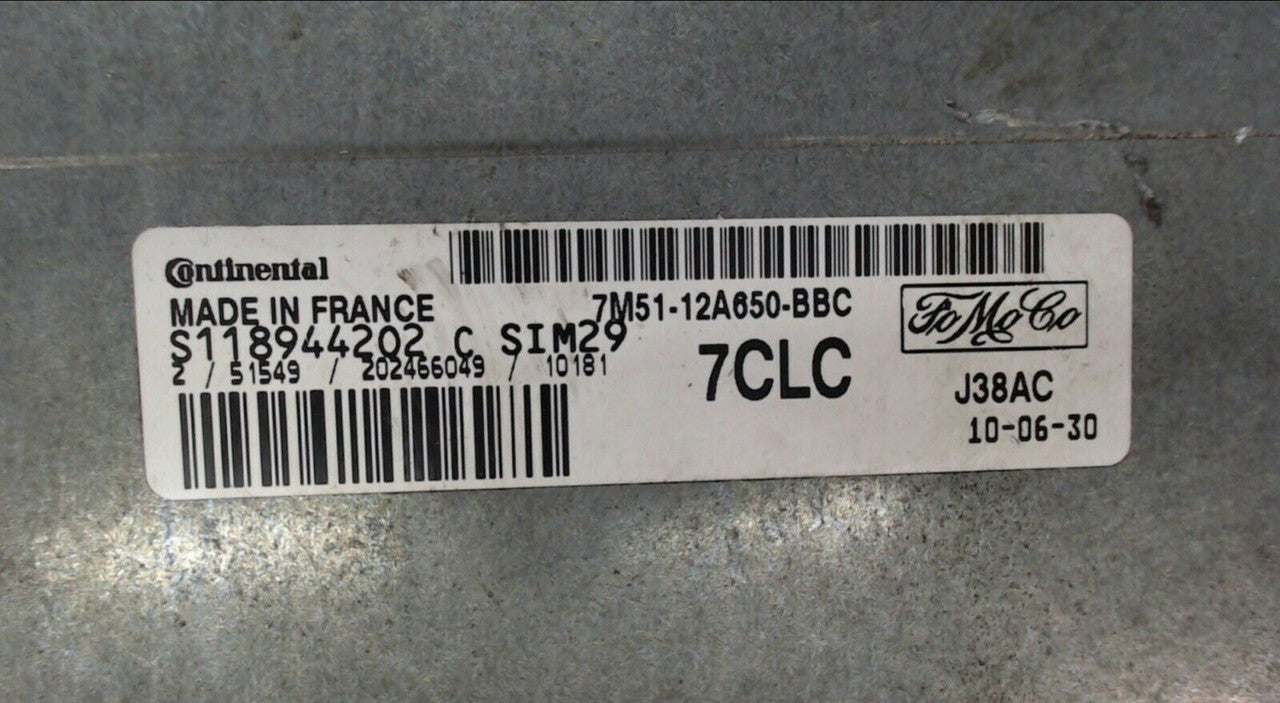 Continental
MADE IN FRANCE
7M51-12A650-BBC
FoMoCo
S118944202 C SIM29
2 / 51549 / 202466049 / 10181
7CLC
J38AC
10-06-30